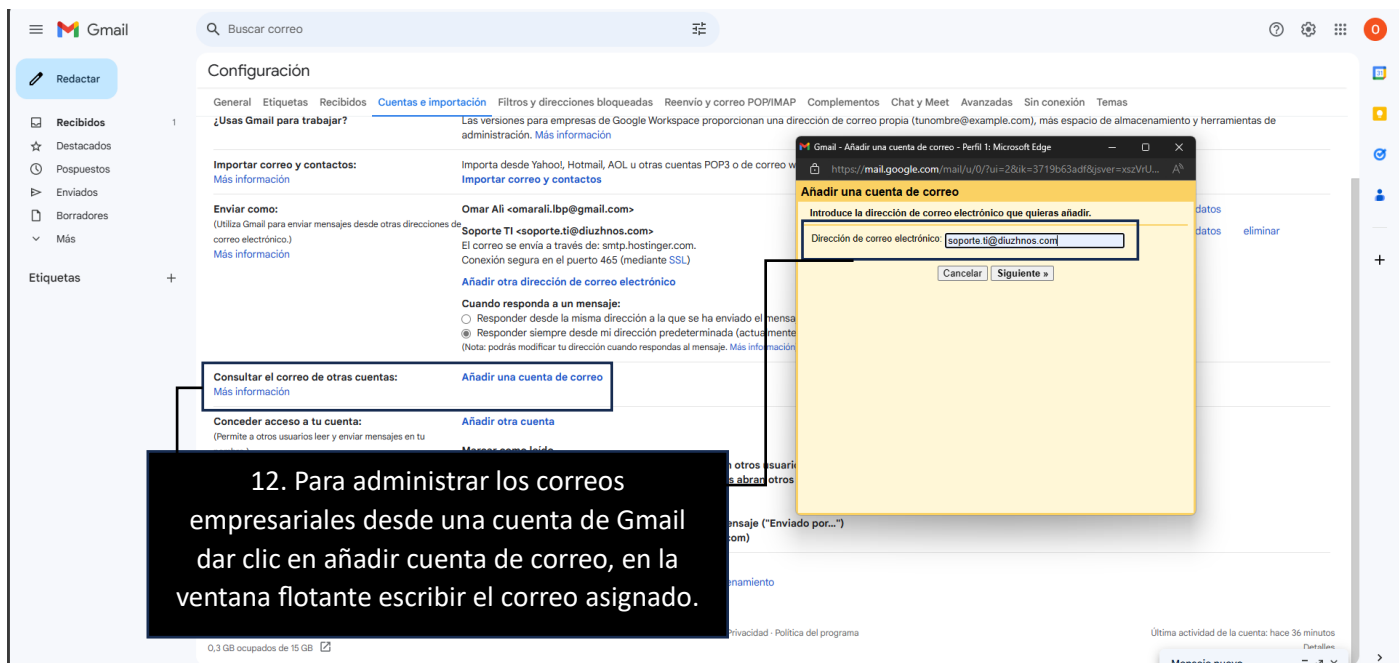 Gmail
Buscar correo
O
Redactar
Recibidos 1
Destacados
Pospuestos
Enviados
Borradores
Más
Etiquetas
Configuración
General Etiquetas Recibidos Cuentas e importación Filtros y direcciones bloqueadas Reenvío y correo POP/IMAP Complementos Chat y Meet Avanzadas Sin conexión Temas
¿Usas Gmail para trabajar?
Las versiones para empresas de Google Workspace proporcionan una dirección de correo propia (tunombre@example.com), más espacio de almacenamiento y herramientas de
administración. Más información
Importar correo y contactos:
Más información
Importa desde Yahoo!, Hotmail, AOL u otras cuentas POP3 o de correo w
Importar correo y contactos
Enviar como:
(Utiliza Gmail para enviar mensajes desde otras direcciones de
correo electrónico.)
Más información
Omar Ali <omarali.lbp@gmail.com>
Soporte TI <soporte.ti@diuzhnos.com>
El correo se envía a través de: smtp.hostinger.com.
Conexión segura en el puerto 465 (mediante SSL)
datos
datos eliminar
Añadir otra dirección de correo electrónico
Cuando responda a un mensaje:
Responder desde la misma dirección a la que se ha enviado el mensa
Responder siempre desde mi dirección predeterminada (actualmente
(Nota: podrás modificar tu dirección cuando respondas al mensaje. Más información
Consultar el correo de otras cuentas:
Más información
Añadir una cuenta de correo
Conceder acceso a tu cuenta:
(Permite a otros usuarios leer y enviar mensajes en tu
Añadir otra cuenta
Marcar como leído
n otros usuari
s abran otros
ensaje ("Enviado por...")
com)
enamiento
Gmail - Añadir una cuenta de correo - Perfil 1: Microsoft Edge
https://mail.google.com/mail/u/0/?ui=2&ik=3719b63adf&jsver=xszVrU...
Añadir una cuenta de correo
Introduce la dirección de correo electrónico que quieras añadir.
Dirección de correo electrónico: soporte.ti@diuzhnos.com
Cancelar Siguiente »
12. Para administrar los correos
empresariales desde una cuenta de Gmail
dar clic en añadir cuenta de correo, en la
ventana flotante escribir el correo asignado.
0,3 GB ocupados de 15 GB
Privacidad · Política del programa
Última actividad de la cuenta: hace 36 minutos
Detalles
Mensaje nuevo